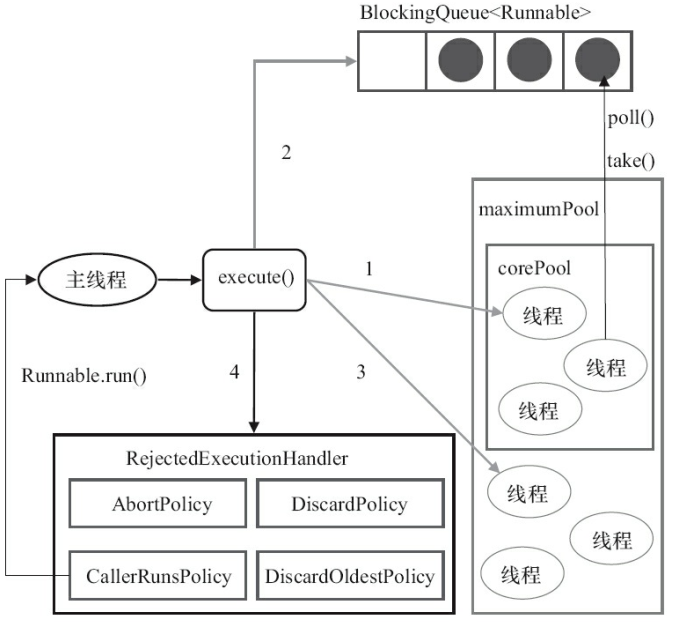 BlockingQueue<Runnable>
poll()
2
take()
maximumPool
corePool
主线程
execute()
1
线程
Runnable.run()
4
3
线程
线程
RejectedExecutionHandler
线程
AbortPolicy
DiscardPolicy
线程
CallerRunsPolicy
DiscardOldestPolicy
线程